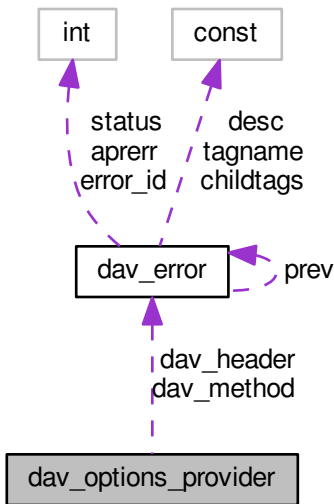 int
const
status
aprerr
error_id
desc
tagname
childtags
dav_error
prev
dav_header
dav_method
dav_options_provider